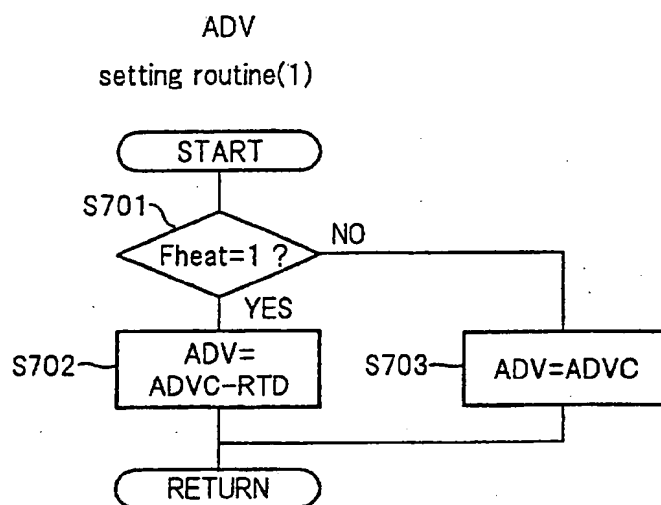 ADV
setting routine(1)
START
S701
Fheat=1 ?
NO
YES
S702
ADV=
ADVC-RTD
S703
ADV=ADVC
RETURN